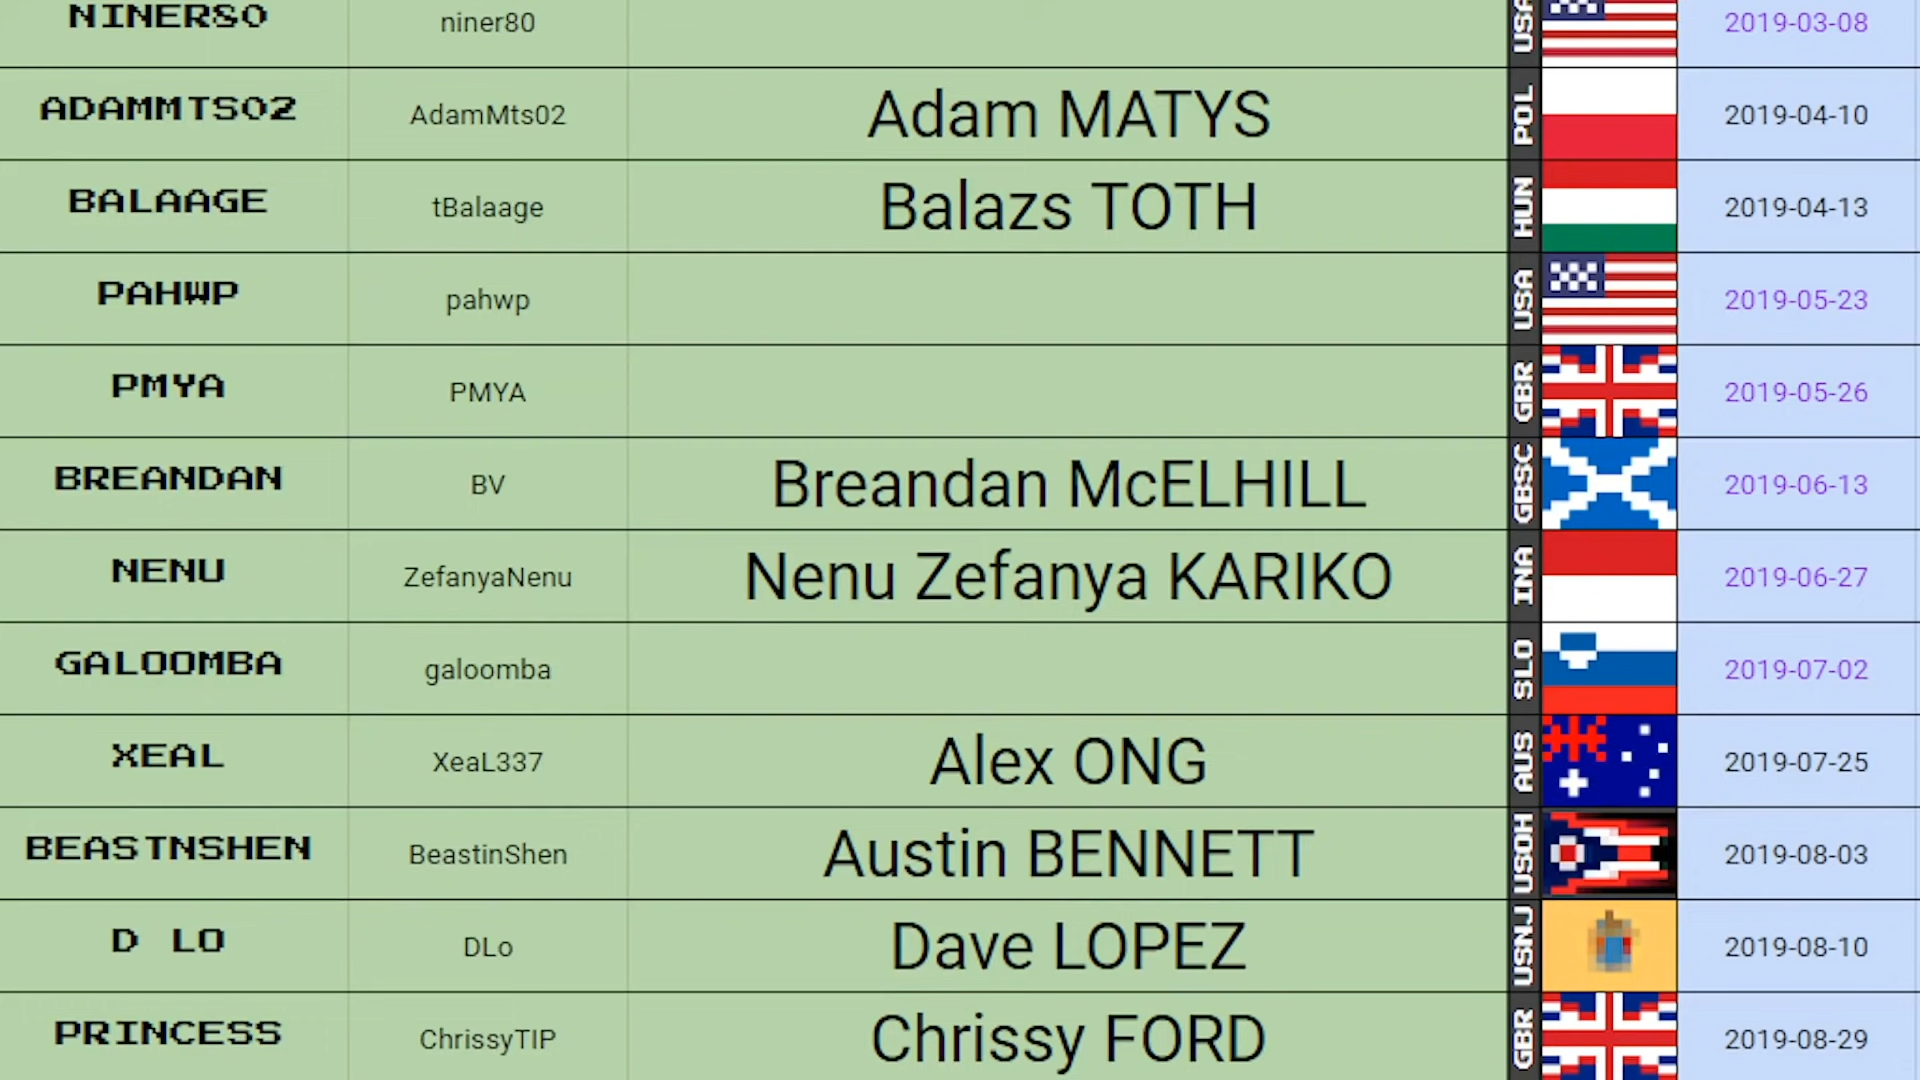 NINER80 niner80 USA 2019-03-08
ADAMMTS02 AdamMts02 Adam MATYS POL 2019-04-10
BALAAGE tBalaage Balazs TOTH HUN 2019-04-13
PAHWP pahwp USA 2019-05-23
PMYA PMYA GBR 2019-05-26
BREANDAN BV Breandan McELHILL GBSC 2019-06-13
NENU ZefanyaNenu Nenu Zefanya KARIKO INA 2019-06-27
GALOOMBA galoomba SLO 2019-07-02
XEAL XeaL337 Alex ONG AUS 2019-07-25
BEASTNSHEN BeastinShen Austin BENNETT USOH 2019-08-03
D LO DLo Dave LOPEZ USNJ 2019-08-10
PRINCESS ChrissyTIP Chrissy FORD GBR 2019-08-29